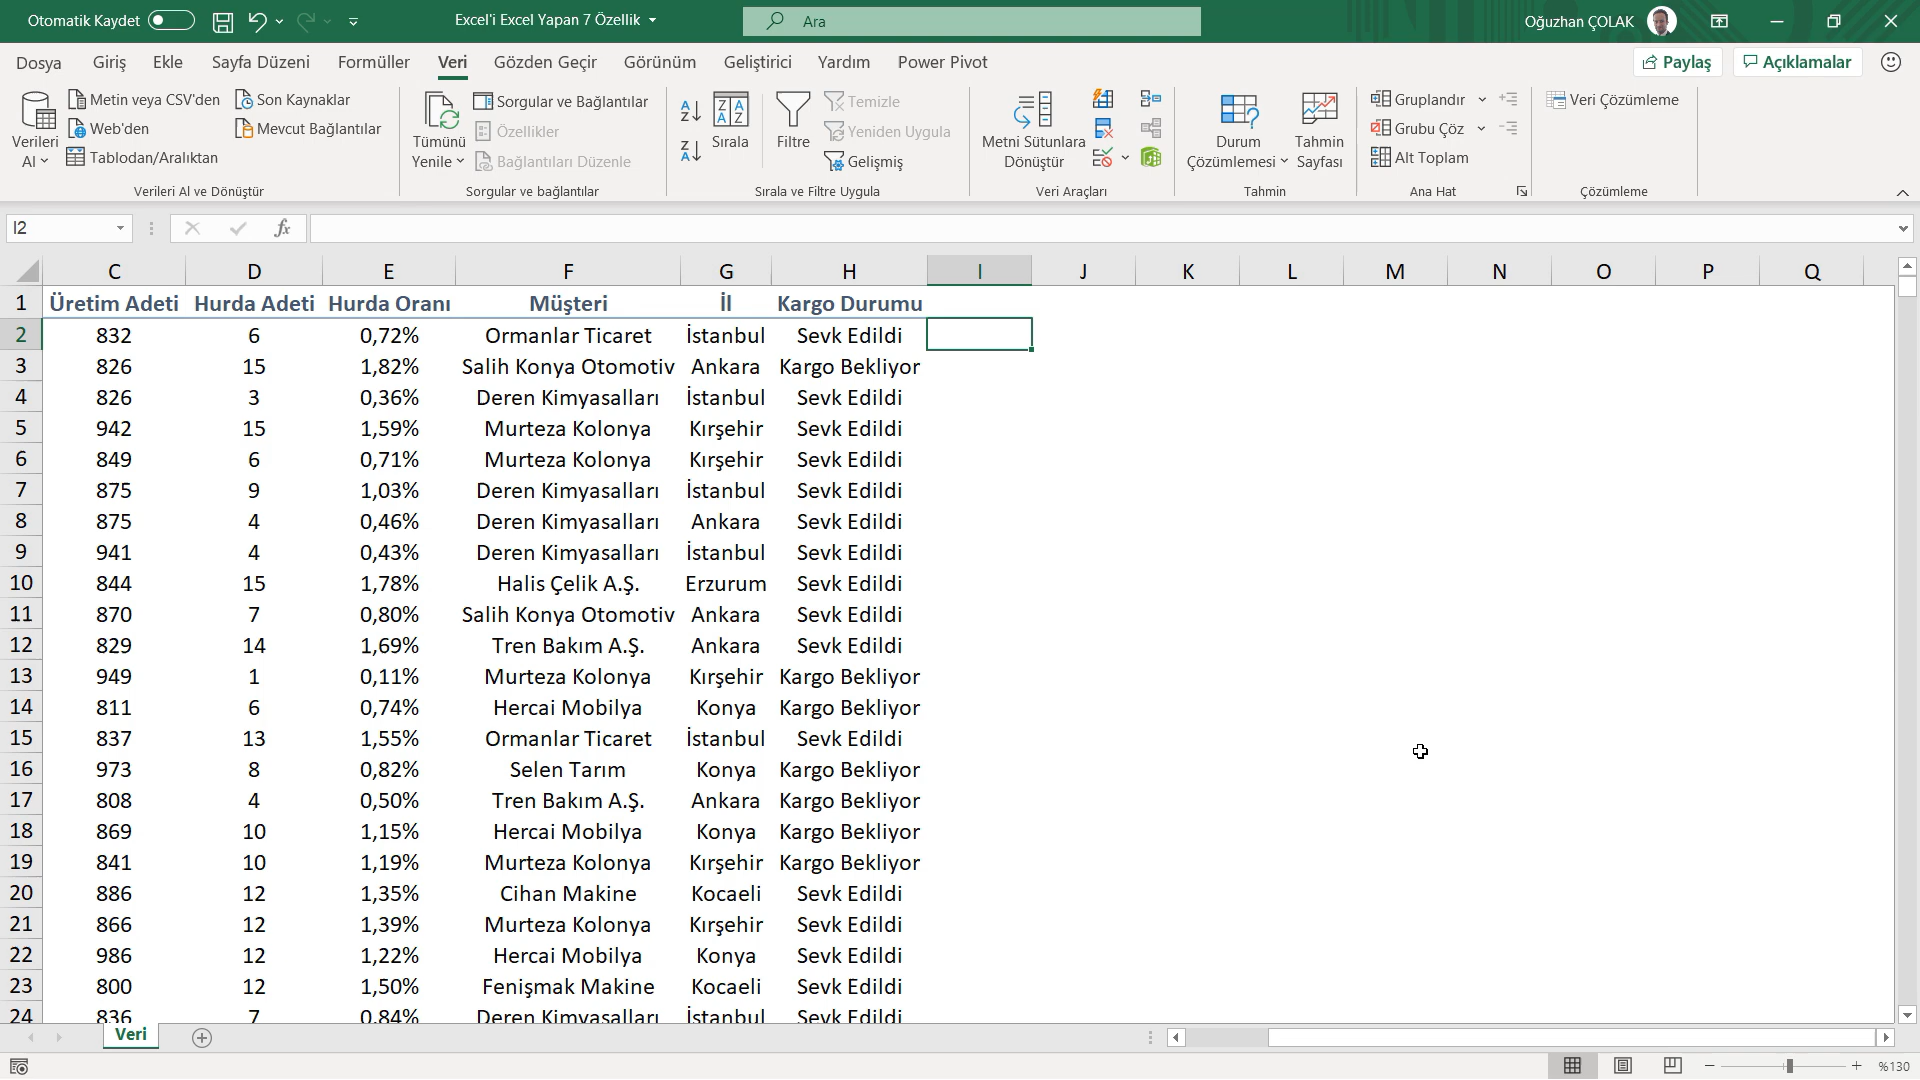 Otomatik Kaydet
Excel'i Excel Yapan 7 Özellik
Ara
Oğuzhan ÇOLAK
Dosya Giriş Ekle Sayfa Düzeni Formüller Veri Gözden Geçir Görünüm Geliştirici Yardım Power Pivot
Paylaş Açıklamalar
Verileri Al
Metin veya CSV'den
Web'den
Tablodan/Aralıktan
Son Kaynaklar
Mevcut Bağlantılar
Verileri Al ve Dönüştür
Tümünü Yenile
Sorgular ve Bağlantılar
Özellikler
Bağlantıları Düzenle
Sorgular ve bağlantılar
Sırala
Filtre
Temizle
Yeniden Uygula
Gelişmiş
Sırala ve Filtre Uygula
Metni Sütunlara Dönüştür
Veri Araçları
Durum Çözümlemesi
Tahmin Sayfası
Tahmin
Gruplandır
Grubu Çöz
Alt Toplam
Ana Hat
Veri Çözümleme
Çözümleme
I2
fx
C D E F G H I J K L M N O P Q
1 Üretim Adeti Hurda Adeti Hurda Oranı Müşteri İl Kargo Durumu
2 832 6 0,72% Ormanlar Ticaret İstanbul Sevk Edildi
3 826 15 1,82% Salih Konya Otomotiv Ankara Kargo Bekliyor
4 826 3 0,36% Deren Kimyasalları İstanbul Sevk Edildi
5 942 15 1,59% Murteza Kolonya Kırşehir Sevk Edildi
6 849 6 0,71% Murteza Kolonya Kırşehir Sevk Edildi
7 875 9 1,03% Deren Kimyasalları İstanbul Sevk Edildi
8 875 4 0,46% Deren Kimyasalları Ankara Sevk Edildi
9 941 4 0,43% Deren Kimyasalları İstanbul Sevk Edildi
10 844 15 1,78% Halis Çelik A.Ş. Erzurum Sevk Edildi
11 870 7 0,80% Salih Konya Otomotiv Ankara Sevk Edildi
12 829 14 1,69% Tren Bakım A.Ş. Ankara Sevk Edildi
13 949 1 0,11% Murteza Kolonya Kırşehir Kargo Bekliyor
14 811 6 0,74% Hercai Mobilya Konya Kargo Bekliyor
15 837 13 1,55% Ormanlar Ticaret İstanbul Sevk Edildi
16 973 8 0,82% Selen Tarım Konya Kargo Bekliyor
17 808 4 0,50% Tren Bakım A.Ş. Ankara Kargo Bekliyor
18 869 10 1,15% Hercai Mobilya Konya Kargo Bekliyor
19 841 10 1,19% Murteza Kolonya Kırşehir Kargo Bekliyor
20 886 12 1,35% Cihan Makine Kocaeli Sevk Edildi
21 866 12 1,39% Murteza Kolonya Kırşehir Sevk Edildi
22 986 12 1,22% Hercai Mobilya Konya Sevk Edildi
23 800 12 1,50% Fenişmak Makine Kocaeli Sevk Edildi
24 836 7 0,84% Deren Kimyasalları İstanbul Sevk Edildi
Veri
%130